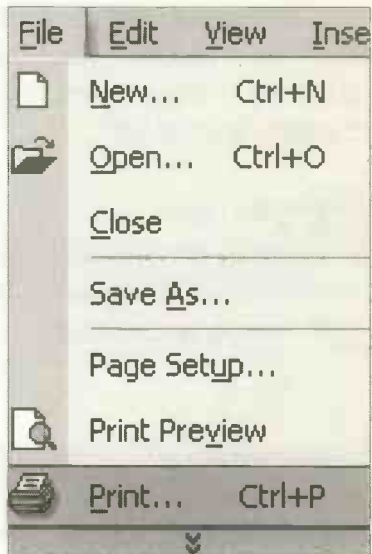 File Edit View Inse
New... Ctrl+N
Open... Ctrl+O
Close
Save As...
Page Setup...
Print Preview
Print... Ctrl+P